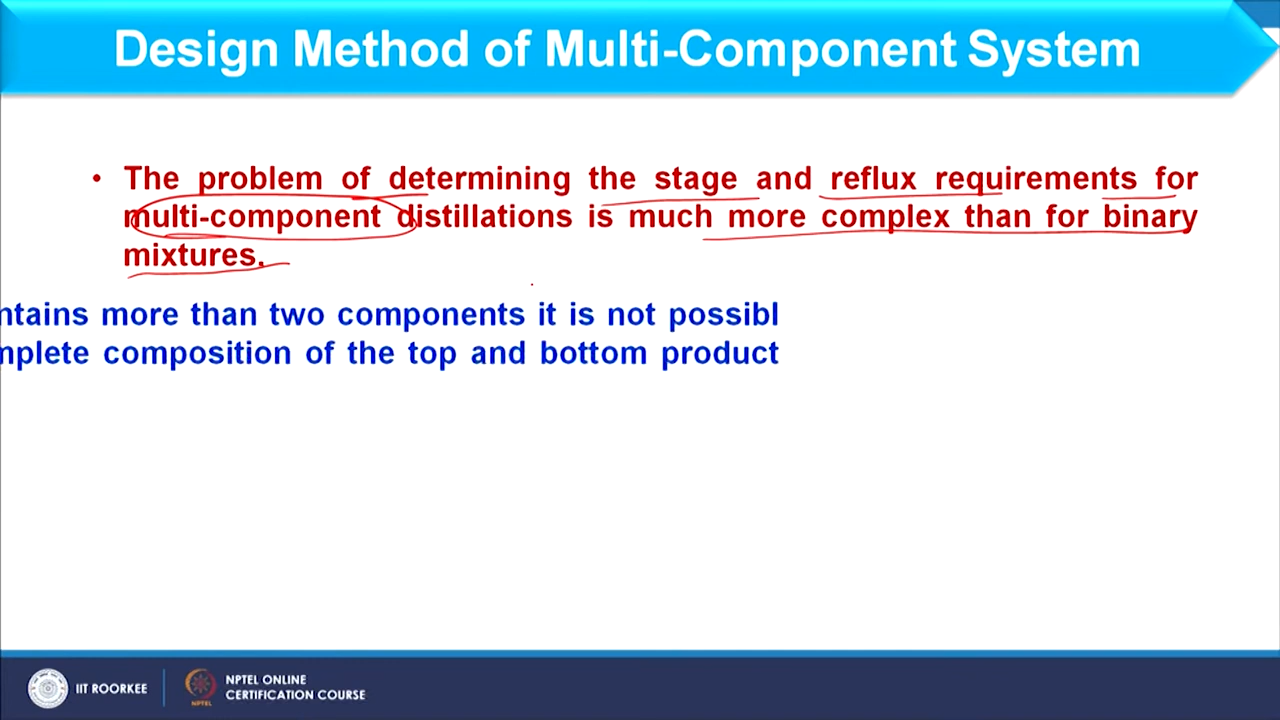 Design Method of Multi-Component System
• The problem of determining the stage and reflux requirements for
multi-component distillations is much more complex than for binary
mixtures.
ntains more than two components it is not possibl
mplete composition of the top and bottom product
IIT ROORKEE
NPTEL
NPTEL ONLINE
CERTIFICATION COURSE